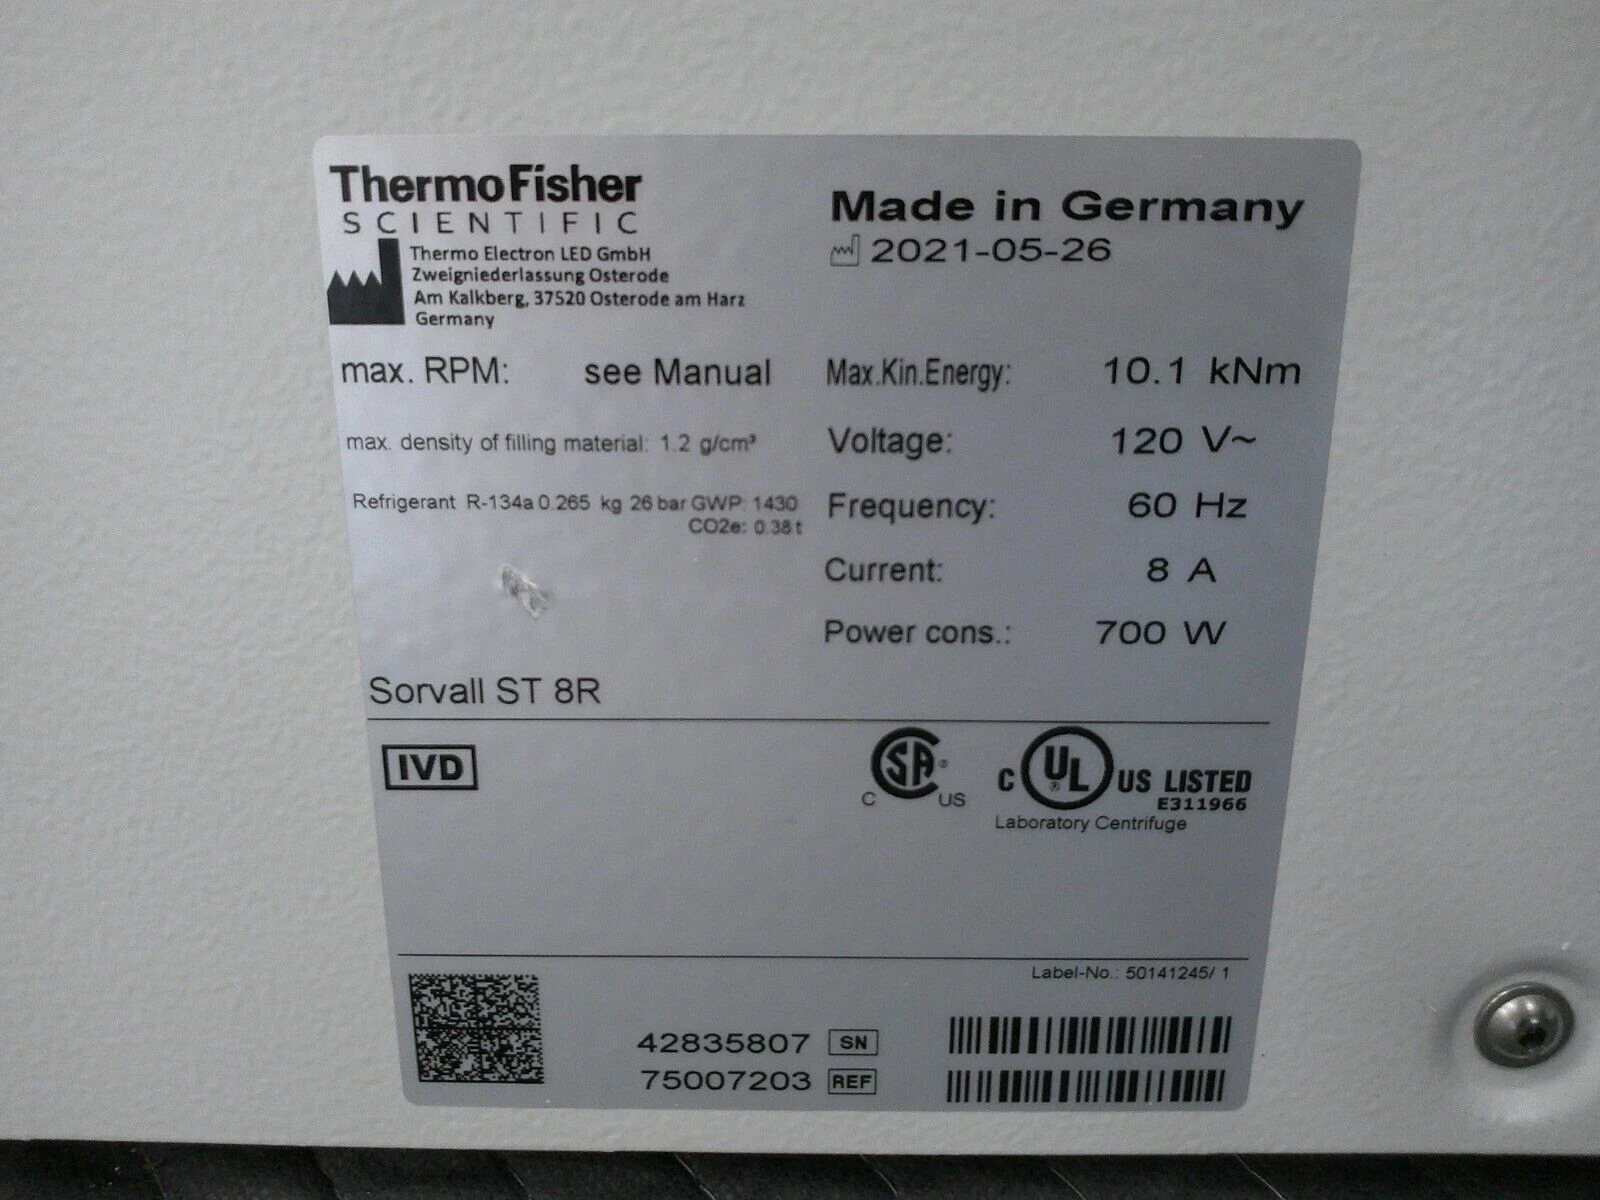 ThermoFisher
SCIENTIFIC
Thermo Electron LED GmbH
Zweigniederlassung Osterode
Am Kalkberg, 37520 Osterode am Harz
Germany
Made in Germany
2021-05-26
max. RPM: see Manual
Max.Kin.Energy: 10.1 kNm
max. density of filling material: 1.2 g/cm³
Voltage: 120 V~
Refrigerant R-134a 0.265 kg 26 bar GWP: 1430
CO2e: 0.38 t
Frequency: 60 Hz
Current: 8 A
Power cons.: 700 W
Sorvall ST 8R
IVD
CSA ®
C US
C UL ® US LISTED
E311966
Laboratory Centrifuge
Label-No.: 50141245/ 1
42835807 SN
75007203 REF